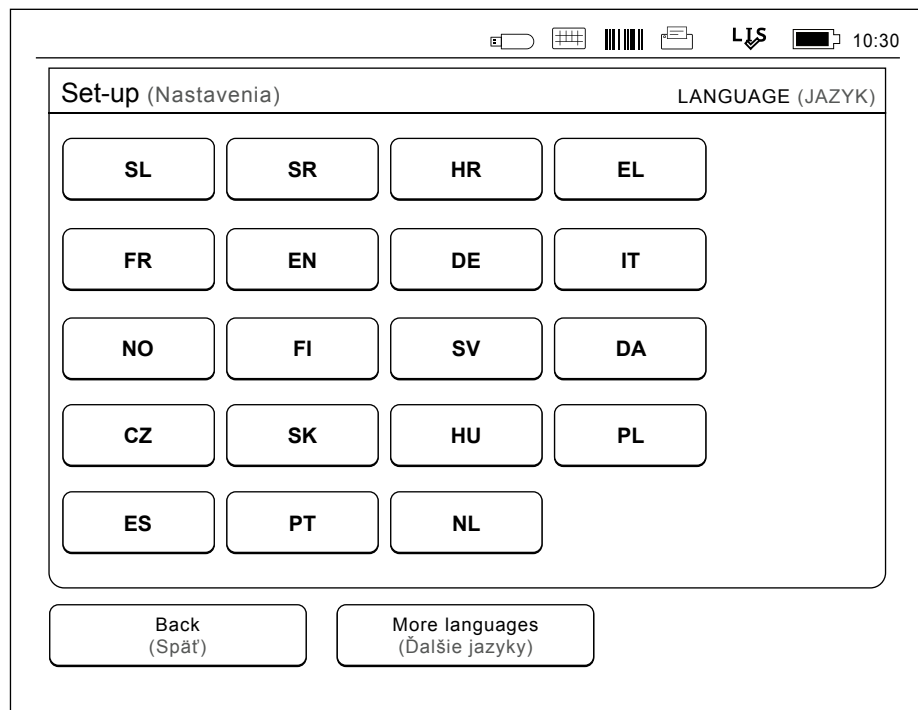 LIS 10:30
Set-up (Nastavenia) LANGUAGE (JAZYK)
SL SR HR EL
FR EN DE IT
NO FI SV DA
CZ SK HU PL
ES PT NL
Back More languages
(Späť) (Ďalšie jazyky)